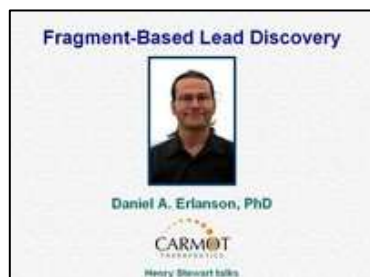 Fragment-Based Lead Discovery
Daniel A. Erlanson, PhD
CARMOT
THERAPEUTICS
Henry Stewart talks